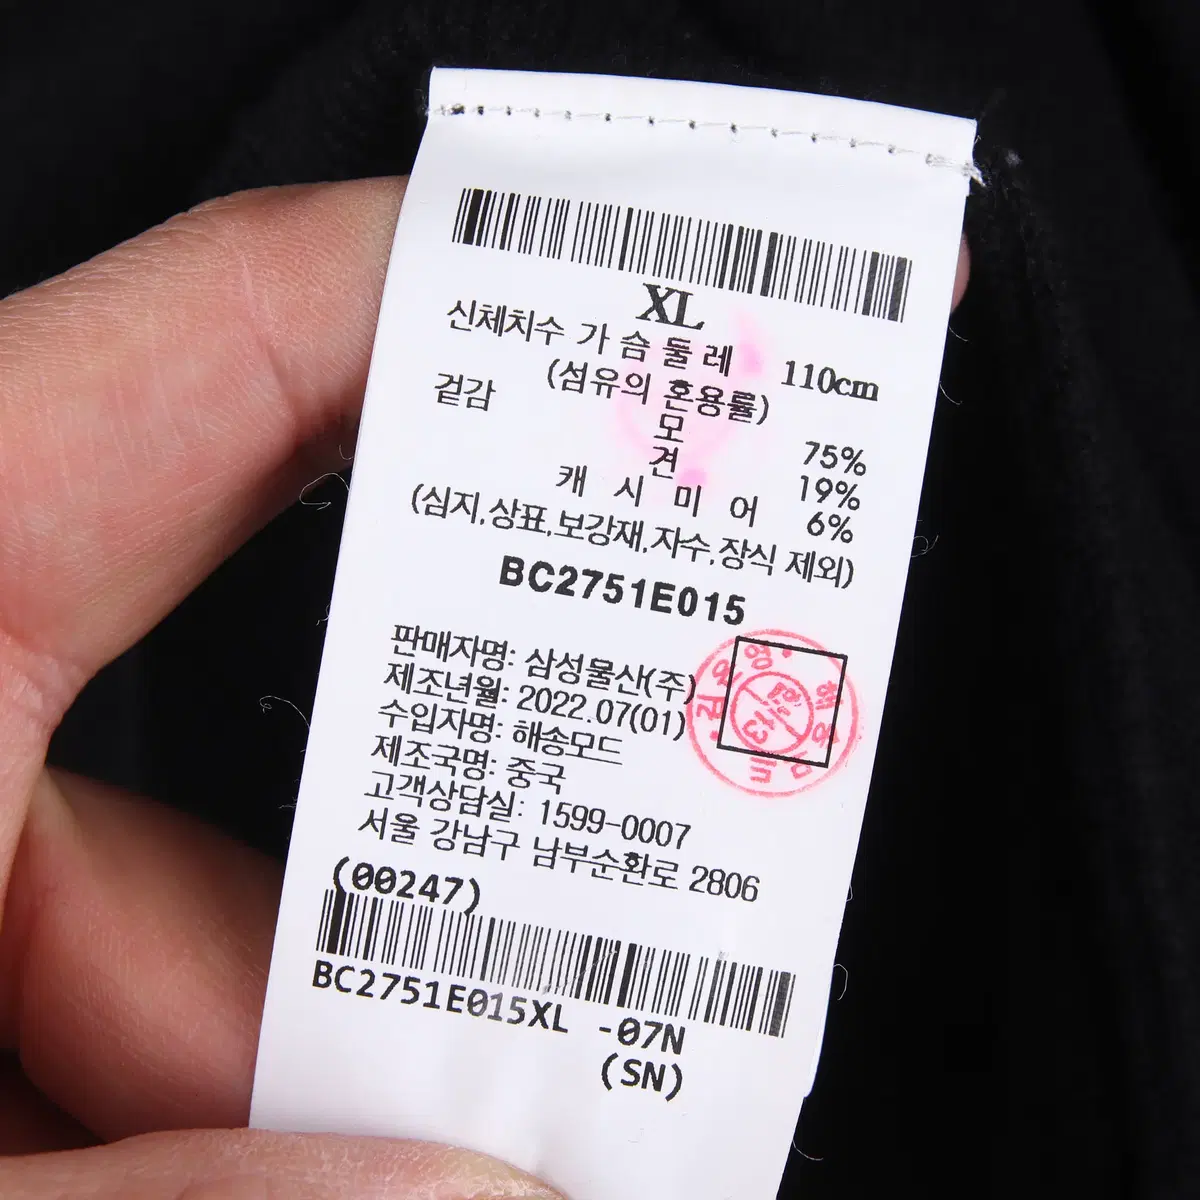 XL
신체치수 가 슴 둘 레 110cm
(섬유의 혼용률)
겉감 모 75%
견 19%
캐 시 미 어 6%
(심지,상표,보강재,자수,장식 제외)
BC2751E015
판매자명: 삼성물산(주)
제조년월: 2022.07(01)
수입자명: 해송모드
제조국명: 중국
고객상담실: 1599-0007
서울 강남구 남부순환로 2806
(00247)
BC2751E015XL -07N
(SN)